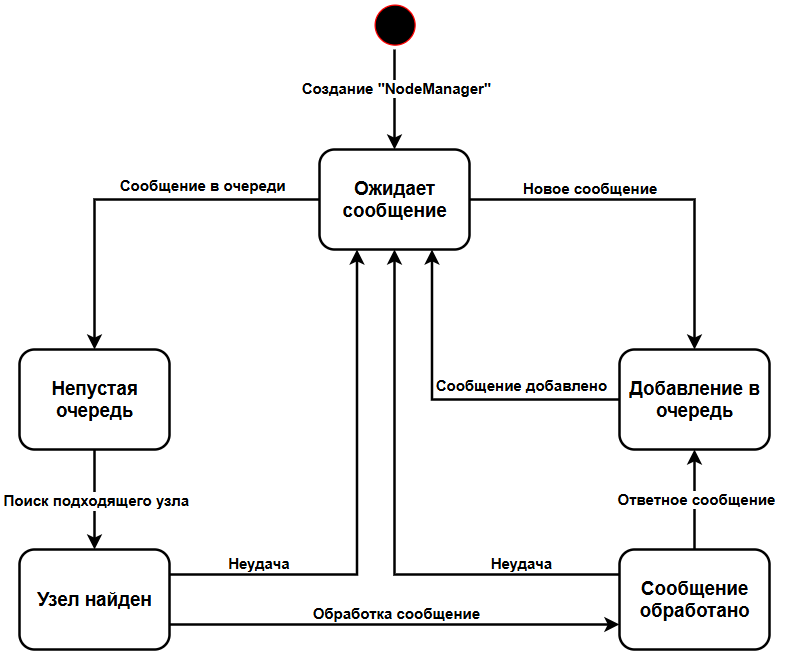 Создание "NodeManager"
Ожидает
сообщение
Сообщение в очереди
Новое сообщение
Непустая
очередь
Сообщение добавлено
Добавление в
очередь
Поиск подходящего узла
Ответное сообщение
Узел найден
Неудача
Неудача
Обработка сообщение
Сообщение
обработано